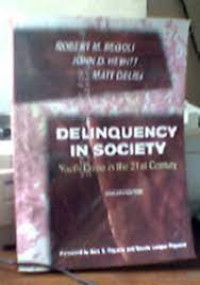 ROBERT M. REGOLI
JOHN D. HEWITT
MATT DELISI
DELINQUENCY
IN SOCIETY
Youth Crime in the 21st Century